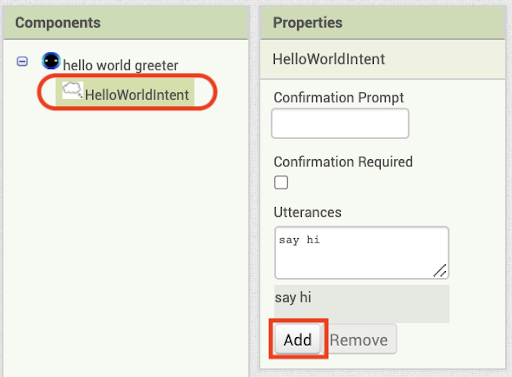 Components
hello world greeter
HelloWorldIntent
Properties
HelloWorldIntent
Confirmation Prompt
Confirmation Required
Utterances
say hi
say hi
Add Remove